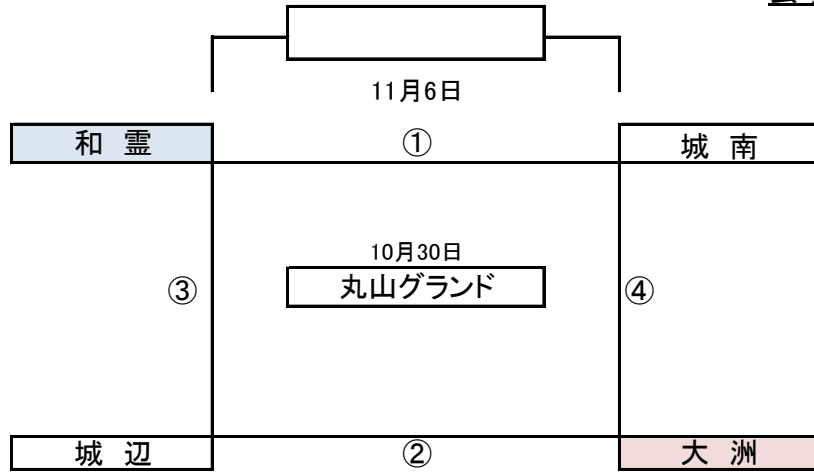 11月6日
和 霊
①
城 南
10月30日
③
丸山グランド
④
城 辺
②
大 洲